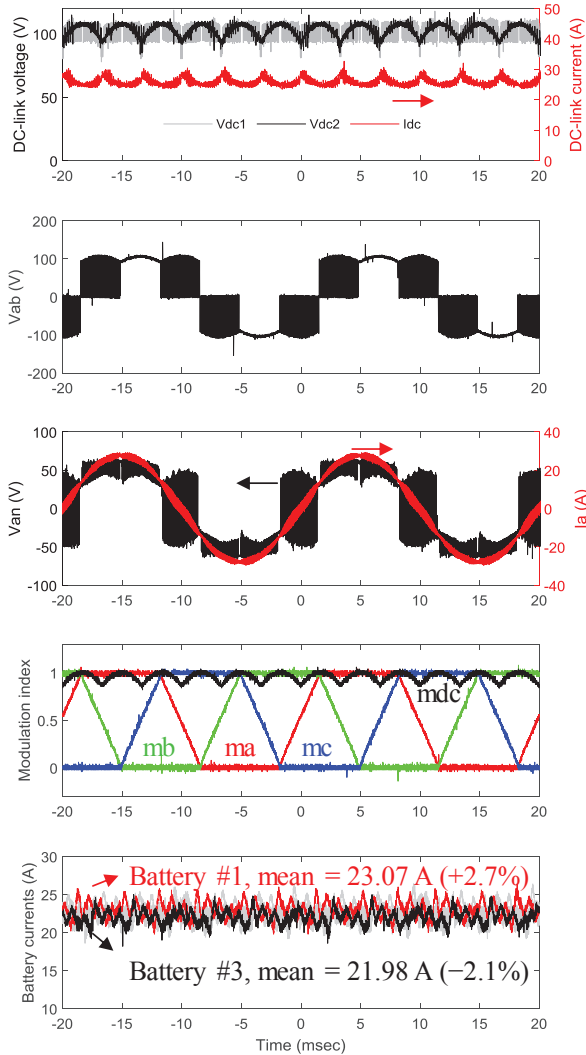 DC-link voltage (V)
100
50
0
50
40
30
20
10
0
DC-link current (A)
Vdc1 Vdc2 Idc
-20 -15 -10 -5 0 5 10 15 20
Vab (V)
200
100
0
-100
-200
-20 -15 -10 -5 0 5 10 15 20
Van (V)
100
50
0
-50
-100
40
20
0
-20
-40
Ia (A)
-20 -15 -10 -5 0 5 10 15 20
Modulation index
1
0.5
0
mdc
mb ma mc
-20 -15 -10 -5 0 5 10 15 20
Battery currents (A)
30
25
20
15
10
Battery #1, mean = 23.07 A (+2.7%)
Battery #3, mean = 21.98 A (−2.1%)
-20 -15 -10 -5 0 5 10 15 20
Time (msec)